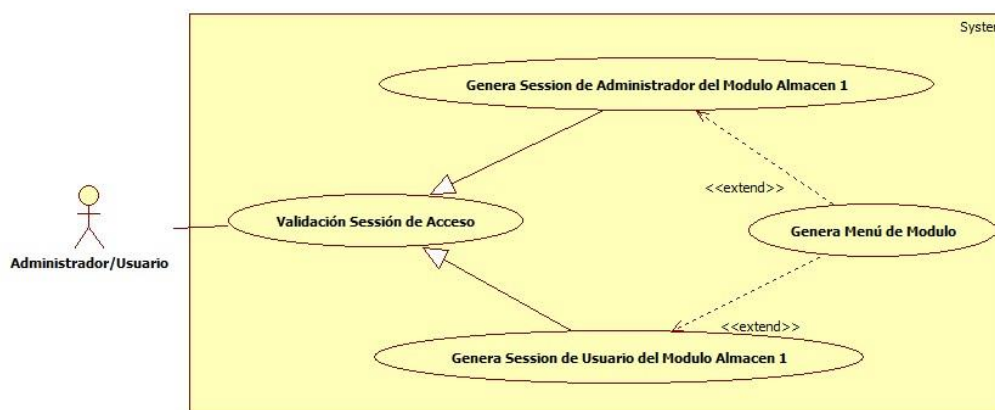 System
Genera Session de Administrador del Modulo Almacen 1
<<extend>>
Validación Sessión de Acceso
Genera Menú de Modulo
Administrador/Usuario
<<extend>>
Genera Session de Usuario del Modulo Almacen 1